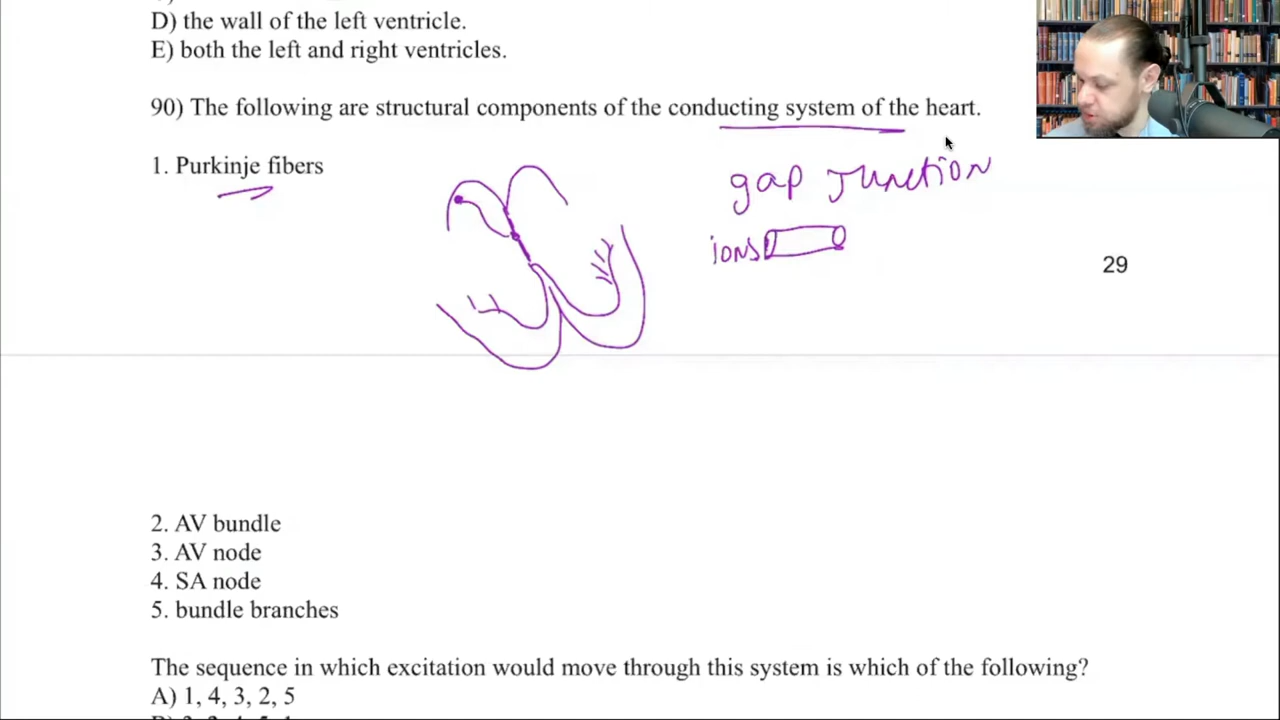 D) the wall of the left ventricle.
E) both the left and right ventricles.
90) The following are structural components of the conducting system of the heart.
1. Purkinje fibers
gap Junction
ions
29
2. AV bundle
3. AV node
4. SA node
5. bundle branches
The sequence in which excitation would move through this system is which of the following?
A) 1, 4, 3, 2, 5